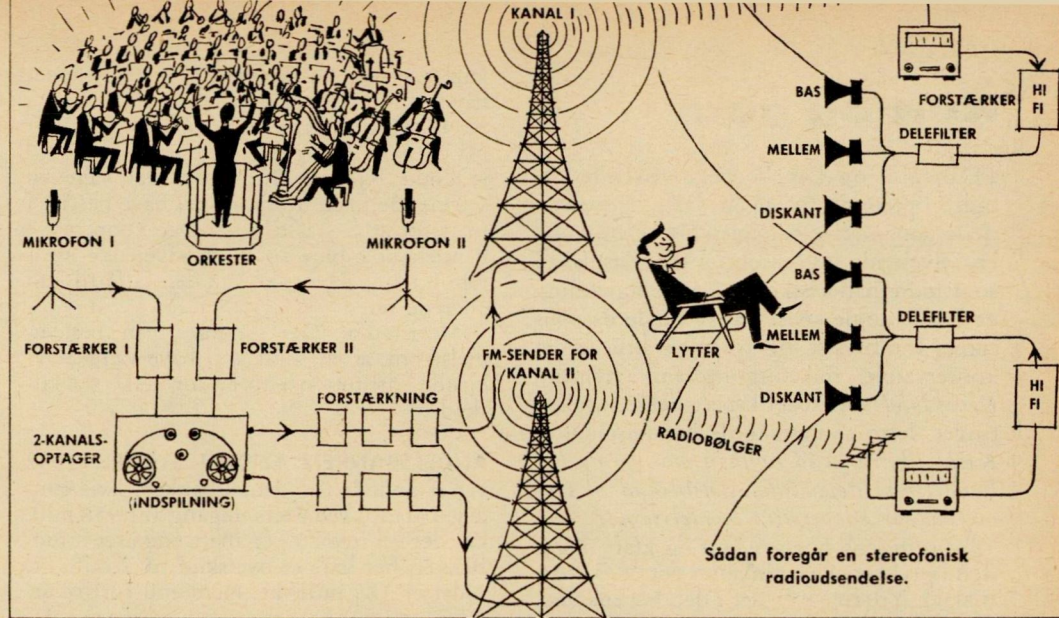 KANAL I
BAS
FORSTÆRKER
HI
FI
DELEFILTER
MELLEM
DISKANT
MIKROFON I
MIKROFON II
ORKESTER
BAS
DELEFILTER
MELLEM
LYTTER
FORSTÆRKER I
FORSTÆRKER II
FM-SENDER FOR
KANAL II
HI
FI
DISKANT
FORSTÆRKNING
RADIOBØLGER
2-KANALS-
OPTAGER
(iNDSPILNING)
Sådan foregår en stereofonisk
radioudsendelse.